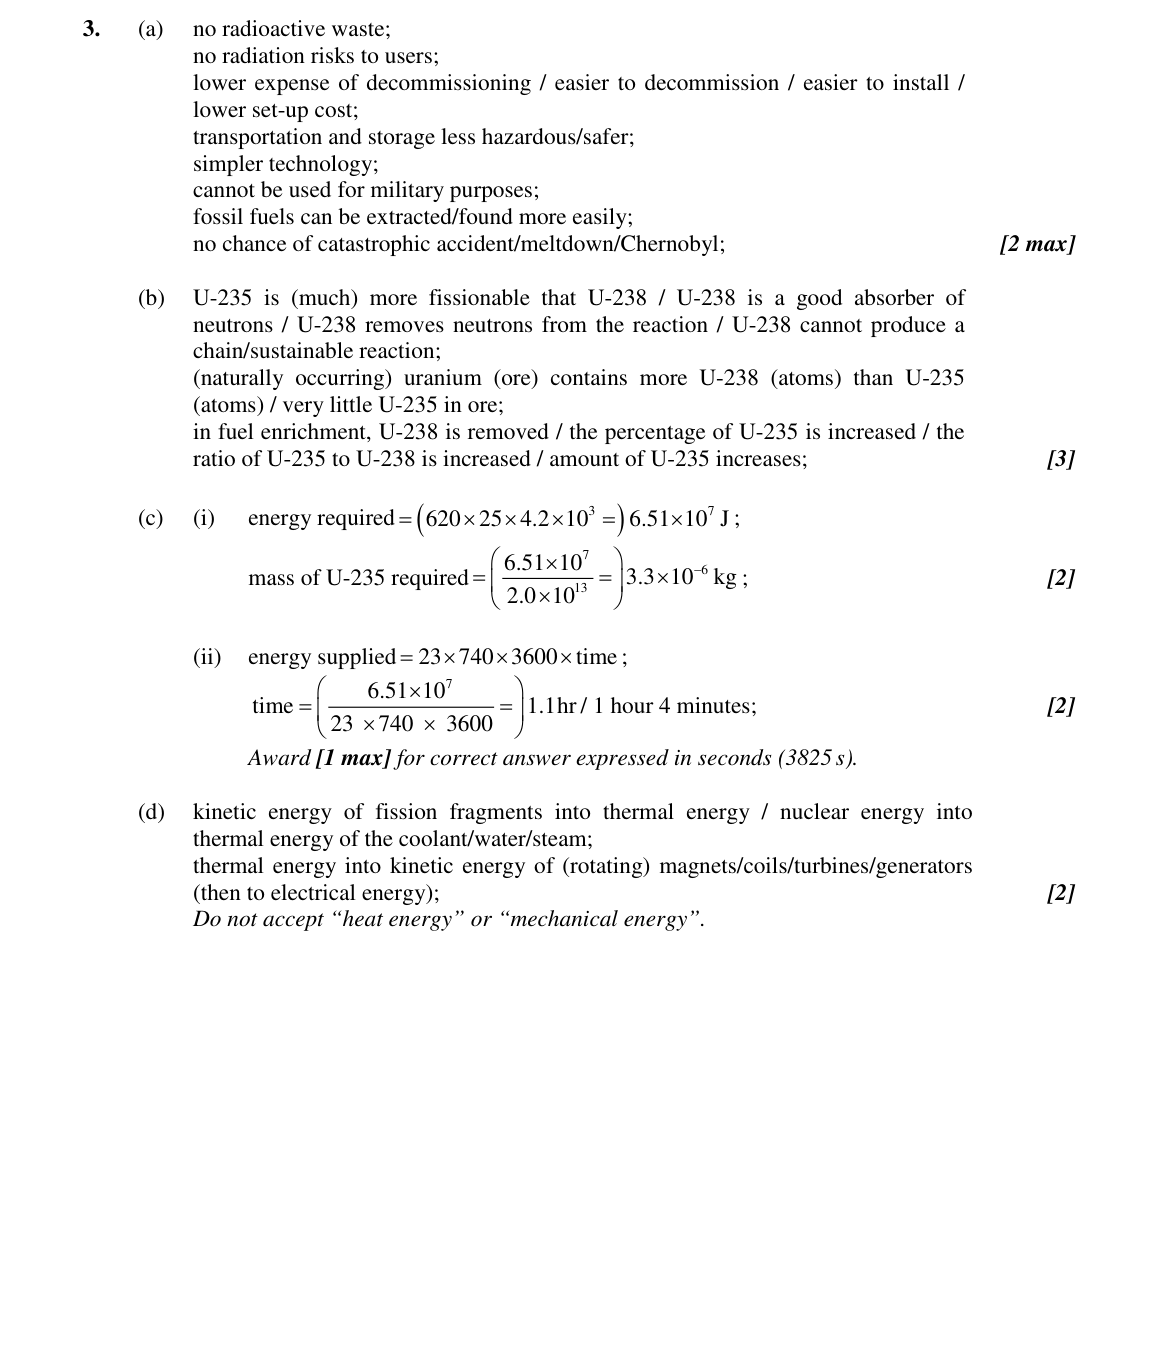 3. (a) no radioactive waste;
no radiation risks to users;
lower expense of decommissioning / easier to decommission / easier to install /
lower set-up cost;
transportation and storage less hazardous/safer;
simpler technology;
cannot be used for military purposes;
fossil fuels can be extracted/found more easily;
no chance of catastrophic accident/meltdown/Chernobyl; [2 max]
(b) U-235 is (much) more fissionable that U-238 / U-238 is a good absorber of
neutrons / U-238 removes neutrons from the reaction / U-238 cannot produce a
chain/sustainable reaction;
(naturally occurring) uranium (ore) contains more U-238 (atoms) than U-235
(atoms) / very little U-235 in ore;
in fuel enrichment, U-238 is removed / the percentage of U-235 is increased / the
ratio of U-235 to U-238 is increased / amount of U-235 increases; [3]
(c) (i) energy required = (620×25×4.2×10³ =) 6.51×10⁷ J ;
mass of U-235 required = (6.51×10⁷ / 2.0×10¹³ =) 3.3×10⁻⁶ kg ; [2]
(ii) energy supplied = 23×740×3600×time ;
time = (6.51×10⁷ / 23 ×740 × 3600 =) 1.1hr / 1 hour 4 minutes; [2]
Award [1 max] for correct answer expressed in seconds (3825 s).
(d) kinetic energy of fission fragments into thermal energy / nuclear energy into
thermal energy of the coolant/water/steam;
thermal energy into kinetic energy of (rotating) magnets/coils/turbines/generators
(then to electrical energy); [2]
Do not accept “heat energy” or “mechanical energy”.